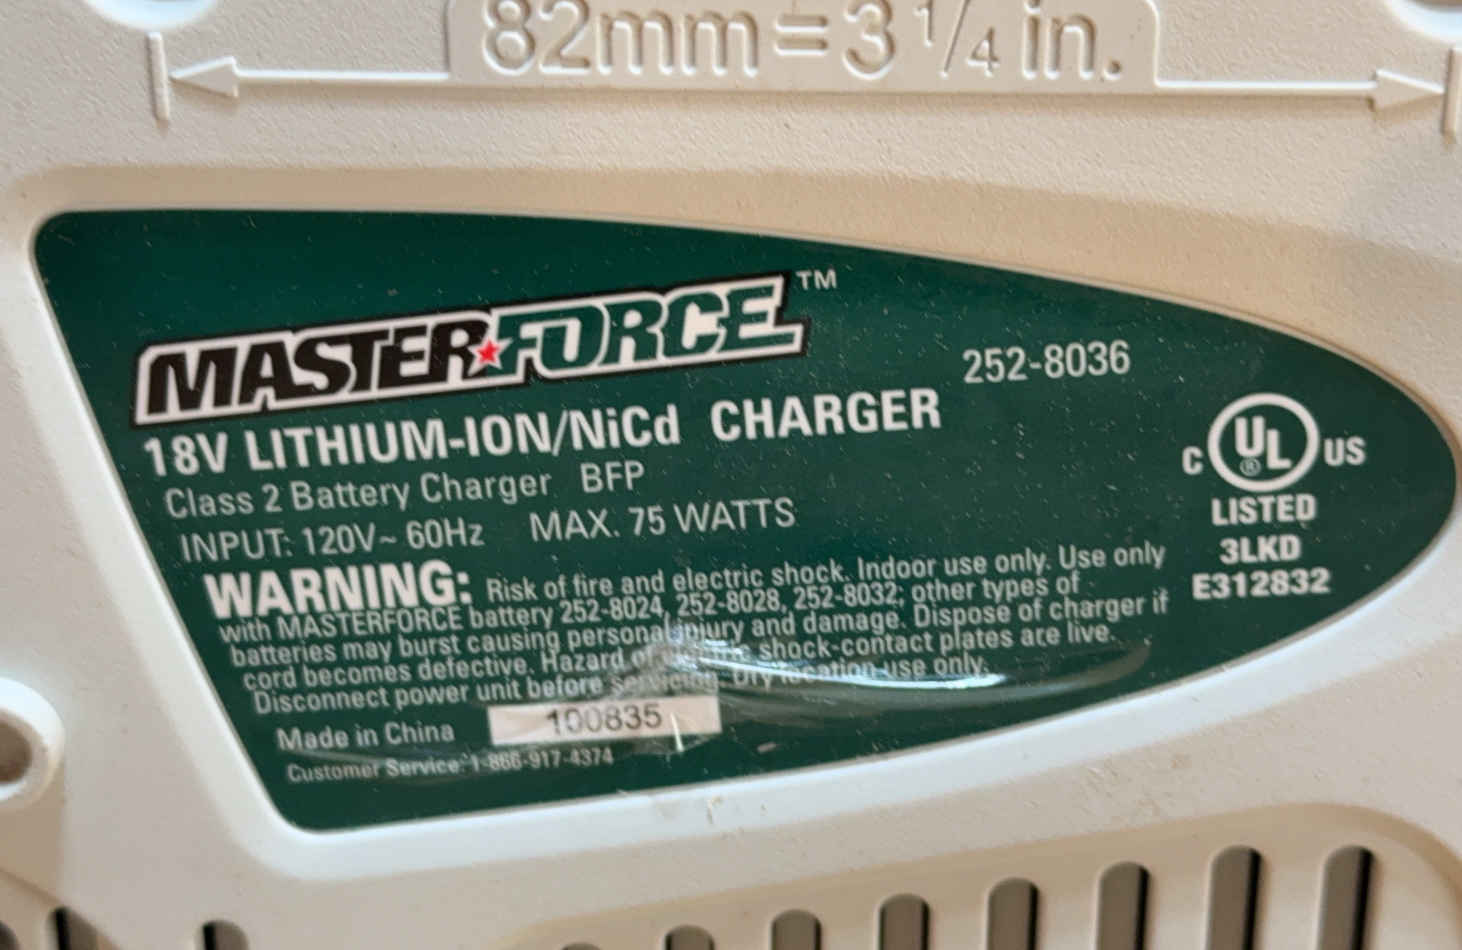 82mm=3 1/4 in.
MASTER FORCE™
252-8036
18V LITHIUM-ION/NiCd CHARGER
Class 2 Battery Charger BFP
INPUT: 120V~ 60Hz MAX. 75 WATTS
C UL® US
LISTED
3LKD
E312832
WARNING: Risk of fire and electric shock. Indoor use only. Use only
with MASTERFORCE battery 252-8024, 252-8028, 252-8032; other types of
batteries may burst causing personal injury and damage. Dispose of charger if
cord becomes defective. Hazard of shock-contact plates are live.
Disconnect power unit before servicing. Dry location use only.
Made in China 100835
Customer Service: 1-866-917-4374